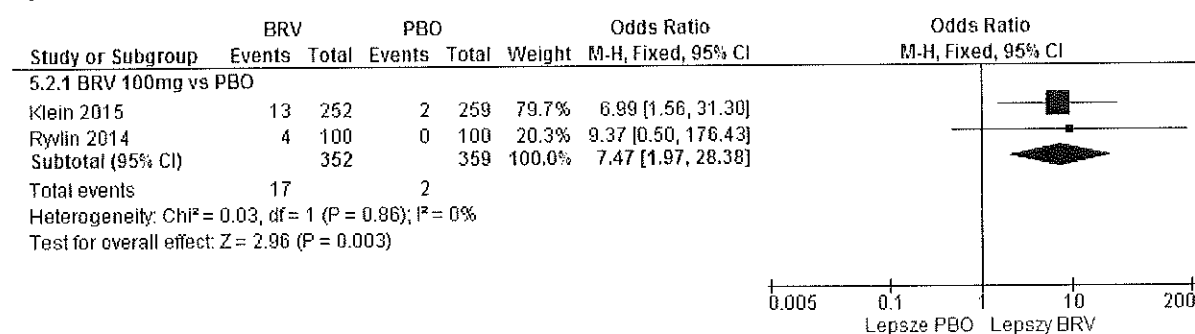 BRV PBO Odds Ratio Odds Ratio
Study or Subgroup Events Total Events Total Weight M-H, Fixed, 95% CI M-H, Fixed, 95% CI
5.2.1 BRV 100mg vs PBO
Klein 2015 13 252 2 259 79.7% 6.99 [1.56, 31.30]
Ryvlin 2014 4 100 0 100 20.3% 9.37 [0.50, 176.43]
Subtotal (95% CI) 352 359 100.0% 7.47 [1.97, 28.38]
Total events 17 2
Heterogeneity: Chi² = 0.03, df = 1 (P = 0.86); I² = 0%
Test for overall effect: Z = 2.96 (P = 0.003)
0.005 0.1 1 10 200
Lepsze PBO Lepszy BRV